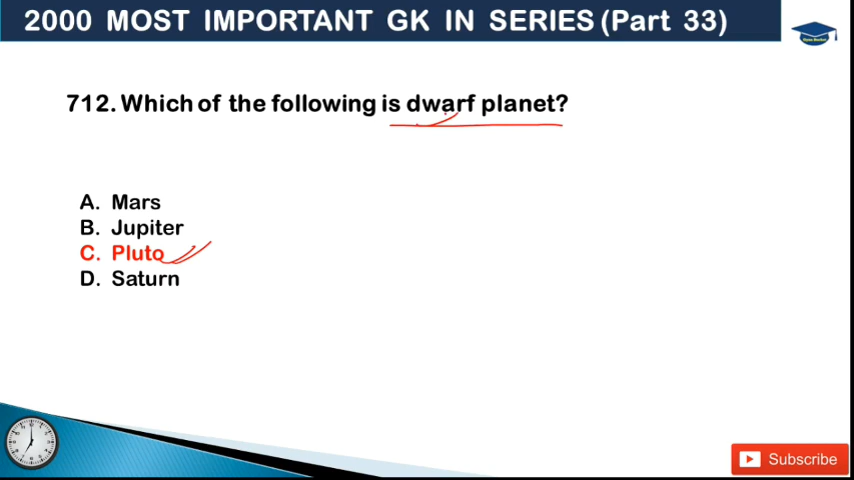 2000 MOST IMPORTANT GK IN SERIES (Part 33)
712. Which of the following is dwarf planet?
A. Mars
B. Jupiter
C. Pluto
D. Saturn
Subscribe